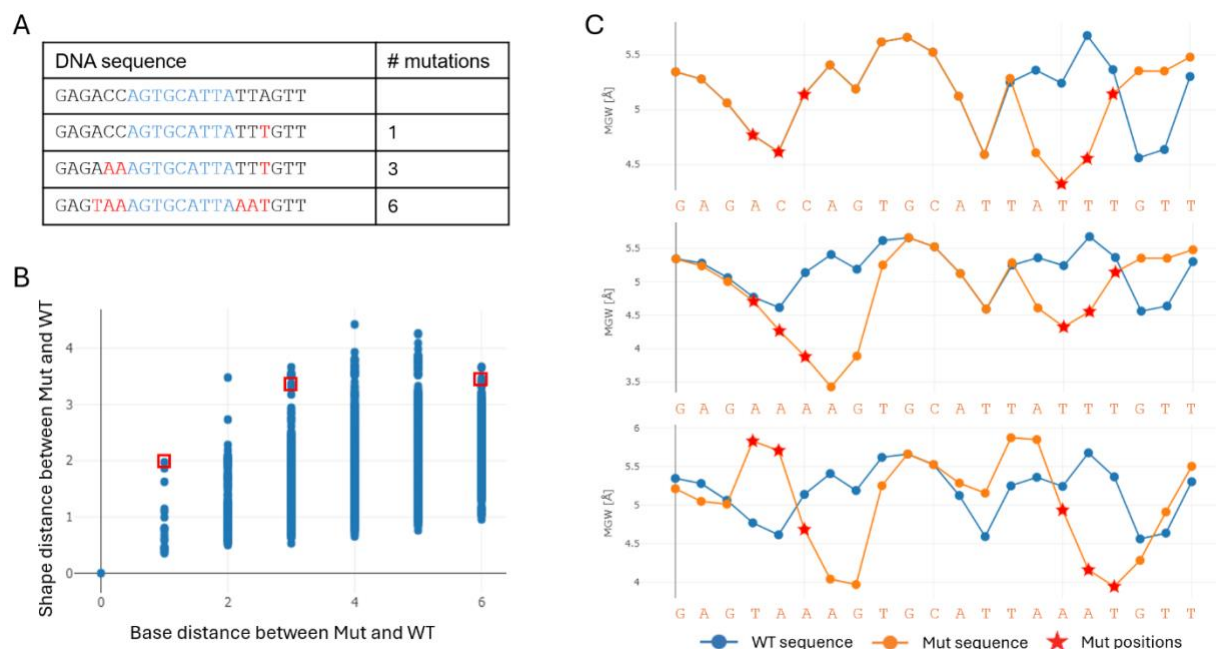 A
DNA sequence # mutations
GAGACCAGTGCATTATTAGTT
GAGACCAGTGCATTATTTGTT 1
GAGAAAAGTGCATTATTTGTT 3
GAGTAAAGTGCATTAAATGTT 6
B
Shape distance between Mut and WT
4
3
2
1
0
0 2 4 6
Base distance between Mut and WT
C
MGW [Å]
5.5
5
4.5
G A G A C C A G T G C A T T A T T T G T T
MGW [Å]
5.5
5
4.5
4
3.5
G A G A A A A G T G C A T T A T T T G T T
MGW [Å]
6
5.5
5
4.5
4
G A G T A A A G T G C A T T A A A T G T T
WT sequence Mut sequence Mut positions